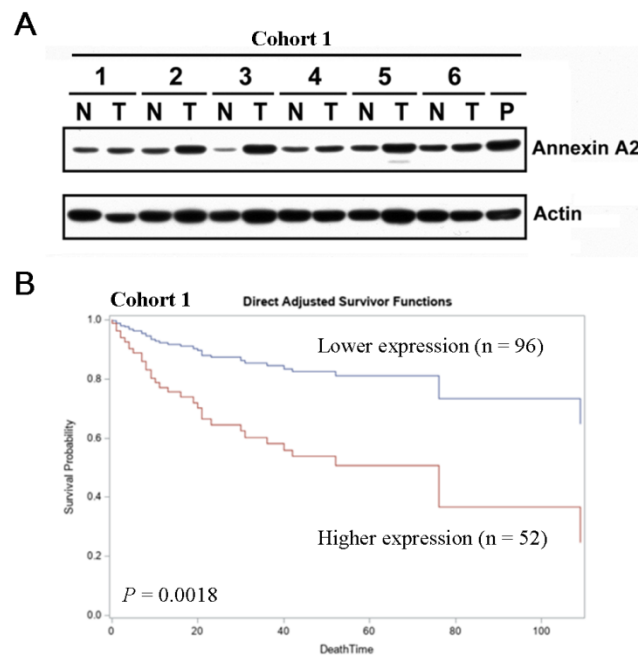 A
Cohort 1
1 2 3 4 5 6
N T N T N T N T N T N T P
Annexin A2
Actin
B
Cohort 1 Direct Adjusted Survivor Functions
1.0
Lower expression (n = 96)
0.8
0.6
Survival Probability
0.4
Higher expression (n = 52)
0.2
P = 0.0018
0.0
0 20 40 60 80 100
DeathTime